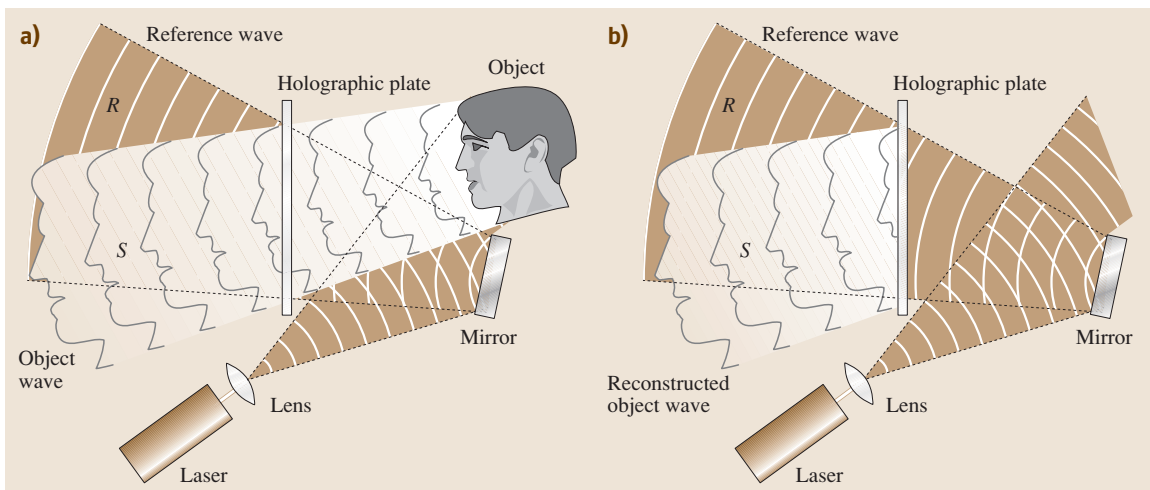 a)
Reference wave
Object
Holographic plate
R
S
Mirror
Object
wave
Lens
Laser
b)
Reference wave
Holographic plate
R
S
Mirror
Reconstructed
object wave
Lens
Laser